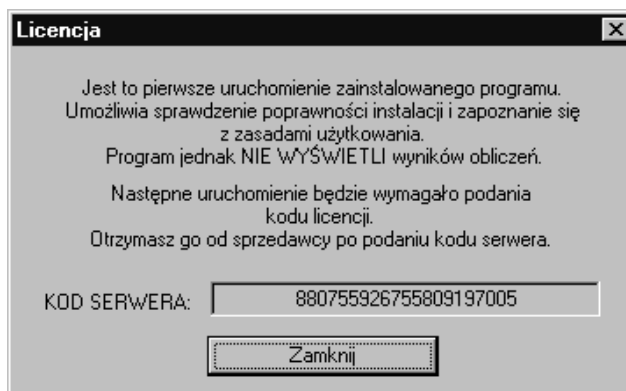 Licencja
Jest to pierwsze uruchomienie zainstalowanego programu.
Umożliwia sprawdzenie poprawności instalacji i zapoznanie się
z zasadami użytkowania.
Program jednak NIE WYŚWIETLI wyników obliczeń.
Następne uruchomienie będzie wymagało podania
kodu licencji.
Otrzymasz go od sprzedawcy po podaniu kodu serwera.
KOD SERWERA: 880755926755809197005
Zamknij